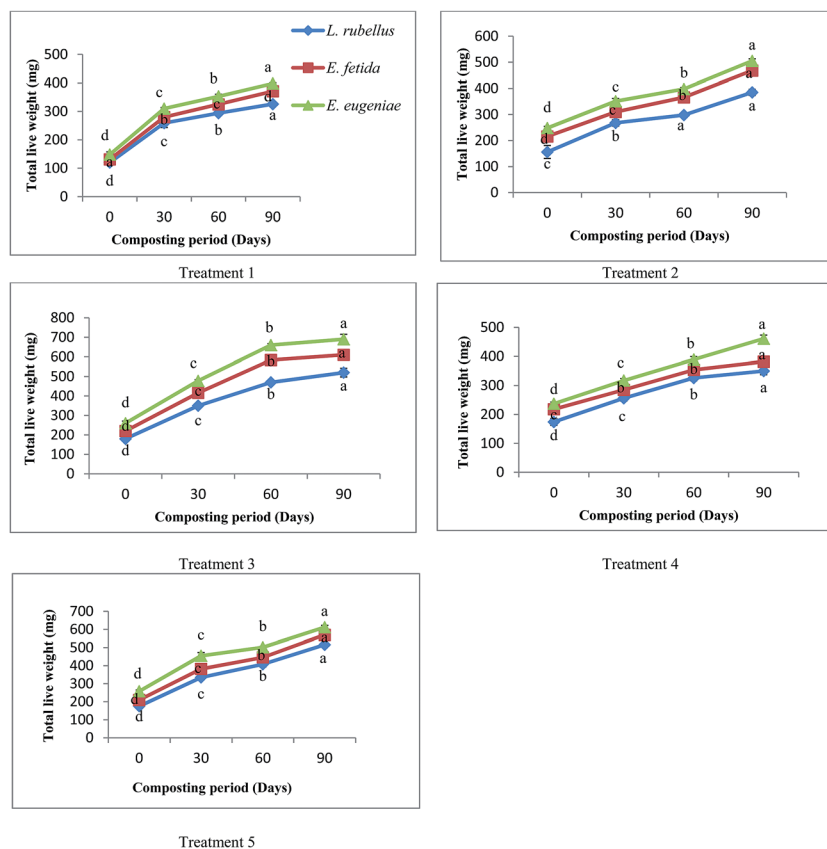 500
400
300
200
100
0
Total live weight (mg)
L. rubellus
E. fetida
E. eugeniae
d c b a
a b c d
d c b a
0 30 60 90
Composting period (Days)
Treatment 1
600
500
400
300
200
100
0
Total live weight (mg)
d c b a
d c b a
c b a a
0 30 60 90
Composting period (Days)
Treatment 2
800
700
600
500
400
300
200
100
0
Total live weight (mg)
d c b a
d c b a
d c b a
0 30 60 90
Composting period (Days)
Treatment 3
500
400
300
200
100
0
Total live weight (mg)
d c b a
c b b a
d c b a
0 30 60 90
Composting period (Days)
Treatment 4
700
600
500
400
300
200
100
0
Total live weight (mg)
d c b a
d c b a
d c b a
0 30 60 90
Composting period (Days)
Treatment 5